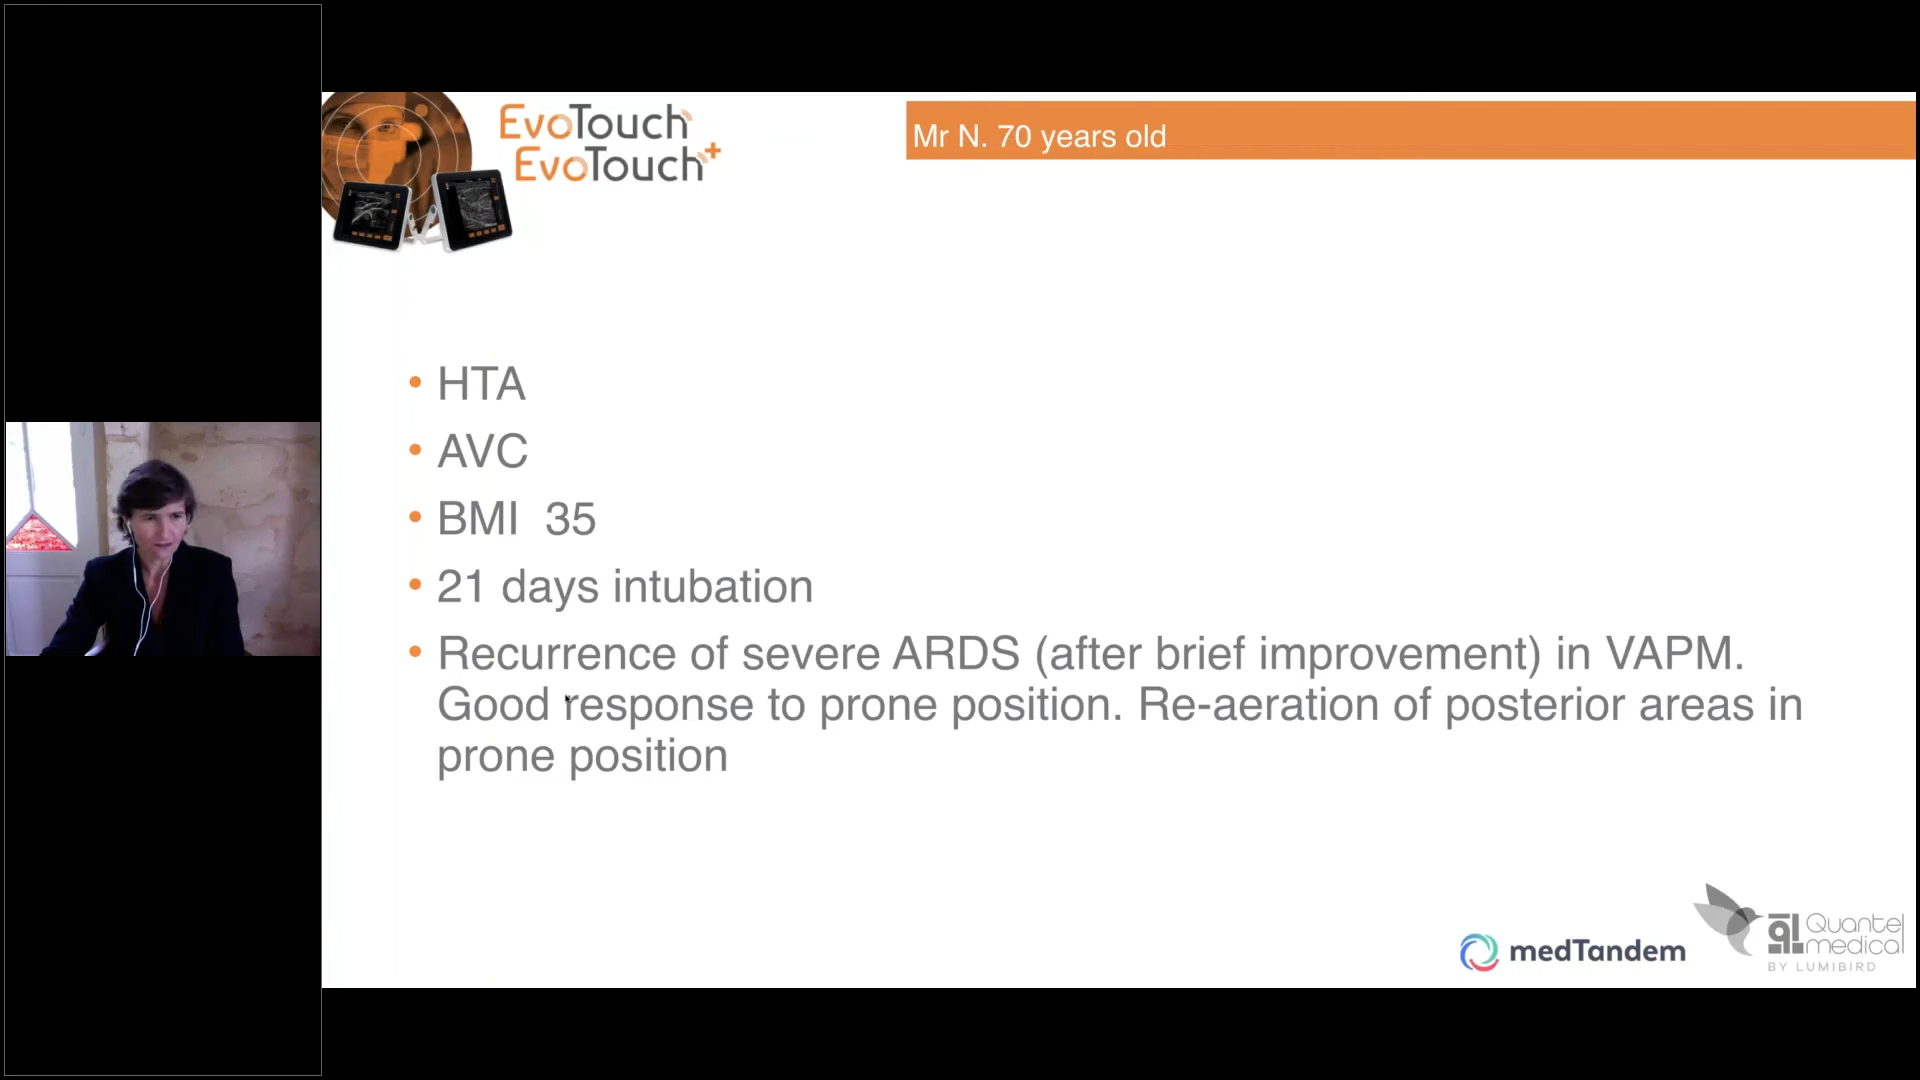 EvoTouch
EvoTouch+
Mr N. 70 years old
• HTA
• AVC
• BMI 35
• 21 days intubation
• Recurrence of severe ARDS (after brief improvement) in VAPM.
Good response to prone position. Re-aeration of posterior areas in
prone position
medTandem
Quantel
medical
BY LUMIBIRD